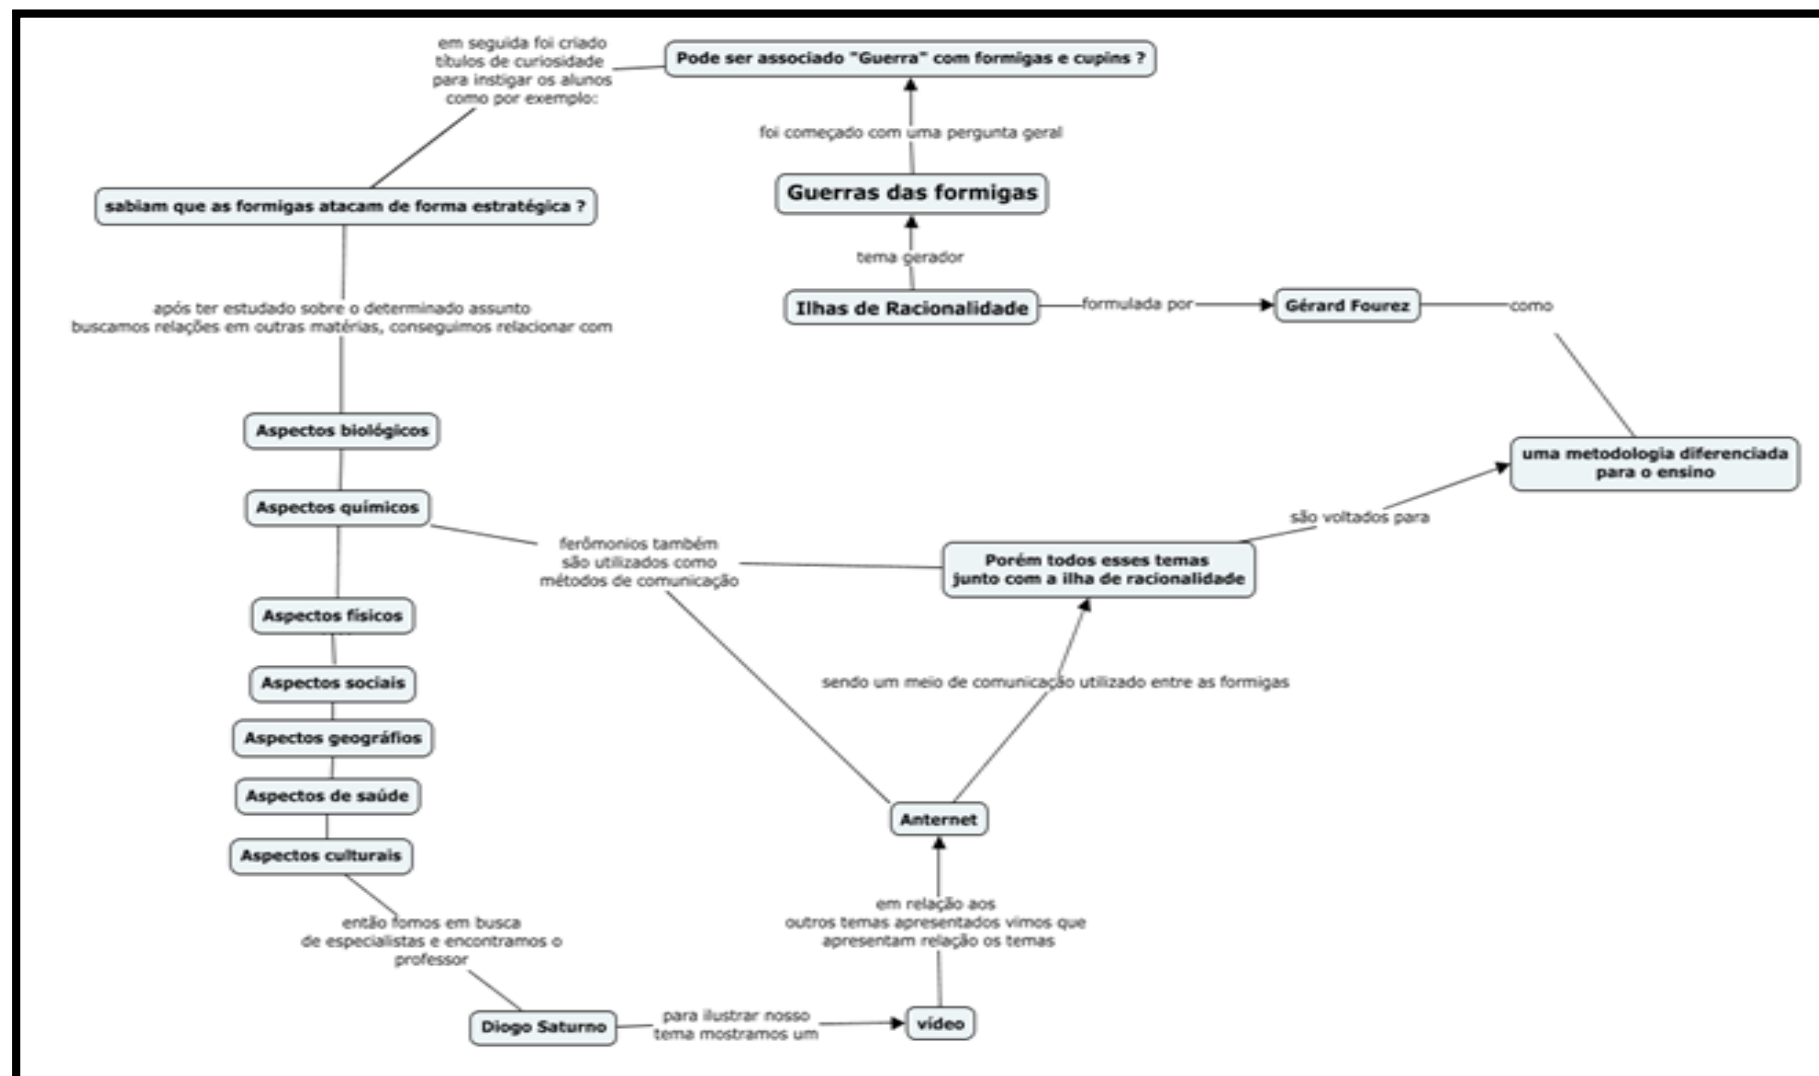 em seguida foi criado
títulos de curiosidade
para instigar os alunos
como por exemplo:
Pode ser associado "Guerra" com formigas e cupins ?
foi começado com uma pergunta geral
Guerras das formigas
sabiam que as formigas atacam de forma estratégica ?
tema gerador
Ilhas de Racionalidade
formulada por
Gérard Fourez
como
após ter estudado sobre o determinado assunto
buscamos relações em outras matérias, conseguimos relacionar com
Aspectos biológicos
uma metodologia diferenciada
para o ensino
Aspectos químicos
são voltados para
ferômonios também
são utilizados como
métodos de comunicação
Porém todos esses temas
junto com a ilha de racionalidade
Aspectos físicos
Aspectos sociais
sendo um meio de comunicação utilizado entre as formigas
Aspectos geográfios
Aspectos de saúde
Anternet
Aspectos culturais
em relação aos
outros temas apresentados vimos que
apresentam relação os temas
então fomos em busca
de especialistas e encontramos o
professor
Diogo Saturno
para ilustrar nosso
tema mostramos um
vídeo